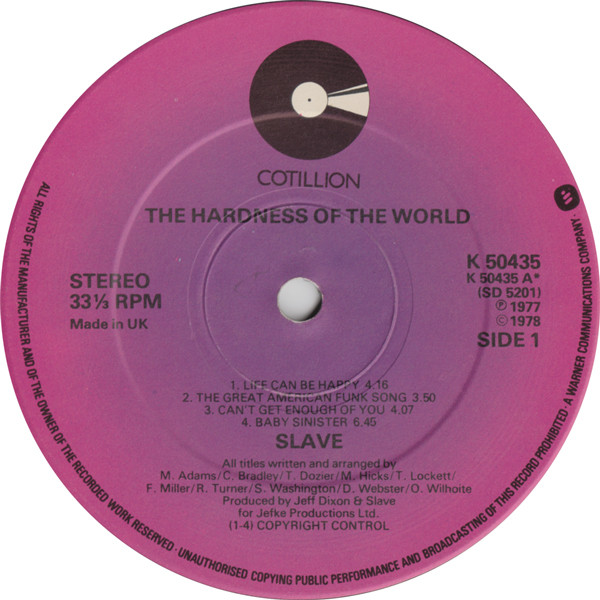 COTILLION
THE HARDNESS OF THE WORLD
STEREO
33⅓ RPM
Made in UK
K 50435
K 50435 A*
(SD 5201)
℗ 1977
© 1978
SIDE 1
1. LIFE CAN BE HAPPY 4.16
2. THE GREAT AMERICAN FUNK SONG 3.50
3. CAN'T GET ENOUGH OF YOU 4.07
4. BABY SINISTER 6.45
SLAVE
All titles written and arranged by
M. Adams/C. Bradley/T. Dozier/M. Hicks/T. Lockett/
F. Miller/R. Turner/S. Washington/D. Webster/O. Wilhoite
Produced by Jeff Dixon & Slave
for Jefke Productions Ltd.
(1-4) COPYRIGHT CONTROL
ALL RIGHTS OF THE MANUFACTURER AND OF THE OWNER OF THE RECORDED WORK RESERVED · UNAUTHORISED COPYING PUBLIC PERFORMANCE AND BROADCASTING OF THIS RECORD PROHIBITED · A WARNER COMMUNICATIONS COMPANY ·